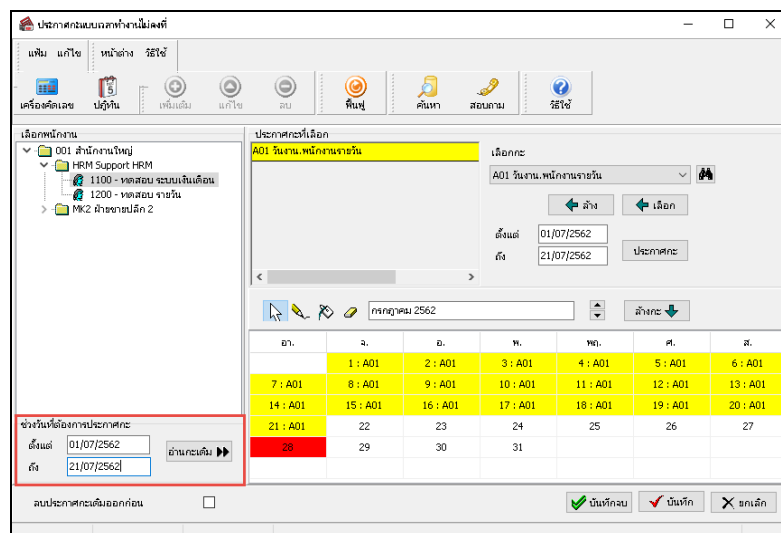 ประกาศกะแบบเวลาทำงานไม่คงที่
แฟ้ม แก้ไข หน้าต่าง วิธีใช้
เครื่องคิดเลข ปฏิทิน เพิ่มเติม แก้ไข ลบ ฟื้นฟู ค้นหา สอบถาม วิธีใช้
เลือกพนักงาน
001 สำนักงานใหญ่
HRM Support HRM
1100 - ทดสอบ ระบบเงินเดือน
1200 - ทดสอบ รายวัน
MK2 ฝ่ายขายปลีก 2
ประกาศกะที่เลือก
A01 วันงาน.พนักงานรายวัน
เลือกกะ
A01 วันงาน.พนักงานรายวัน
ล้าง เลือก
ตั้งแต่ 01/07/2562
ถึง 21/07/2562 ประกาศกะ
กรกฎาคม 2562 ล้างกะ
อา. จ. อ. พ. พฤ. ศ. ส.
1 : A01 2 : A01 3 : A01 4 : A01 5 : A01 6 : A01
7 : A01 8 : A01 9 : A01 10 : A01 11 : A01 12 : A01 13 : A01
14 : A01 15 : A01 16 : A01 17 : A01 18 : A01 19 : A01 20 : A01
21 : A01 22 23 24 25 26 27
28 29 30 31
ช่วงวันที่ต้องการประกาศกะ
ตั้งแต่ 01/07/2562 อ่านกะเดิม
ถึง 21/07/2562
ลบประกาศกะเดิมออกก่อน บันทึกจบ บันทึก ยกเลิก